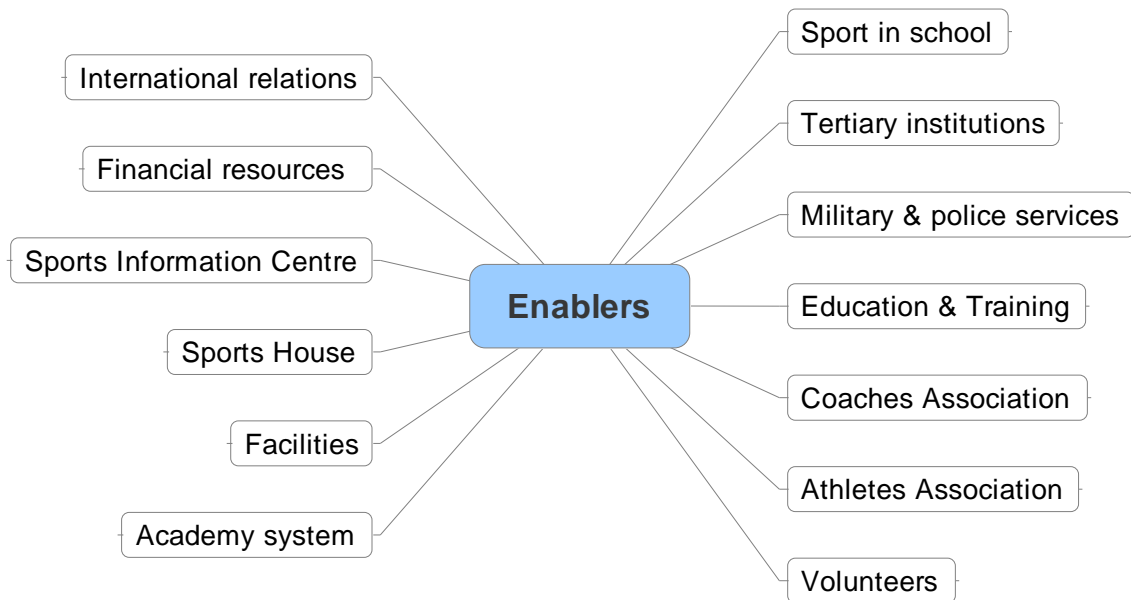 Sport in school
International relations
Tertiary institutions
Financial resources
Military & police services
Sports Information Centre
Enablers
Education & Training
Sports House
Coaches Association
Facilities
Athletes Association
Academy system
Volunteers